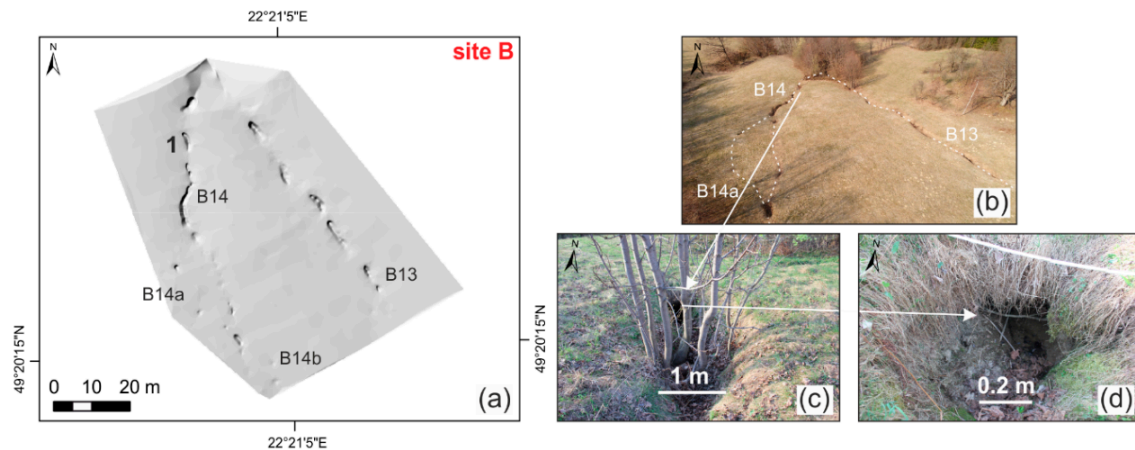 22°21'5"E
N
site B
1
B14
B13
B14a
B14b
49°20'15"N
49°20'15"N
0 10 20 m
(a)
22°21'5"E
N
B14
B13
B14a
(b)
N
1 m
(c)
N
0.2 m
(d)